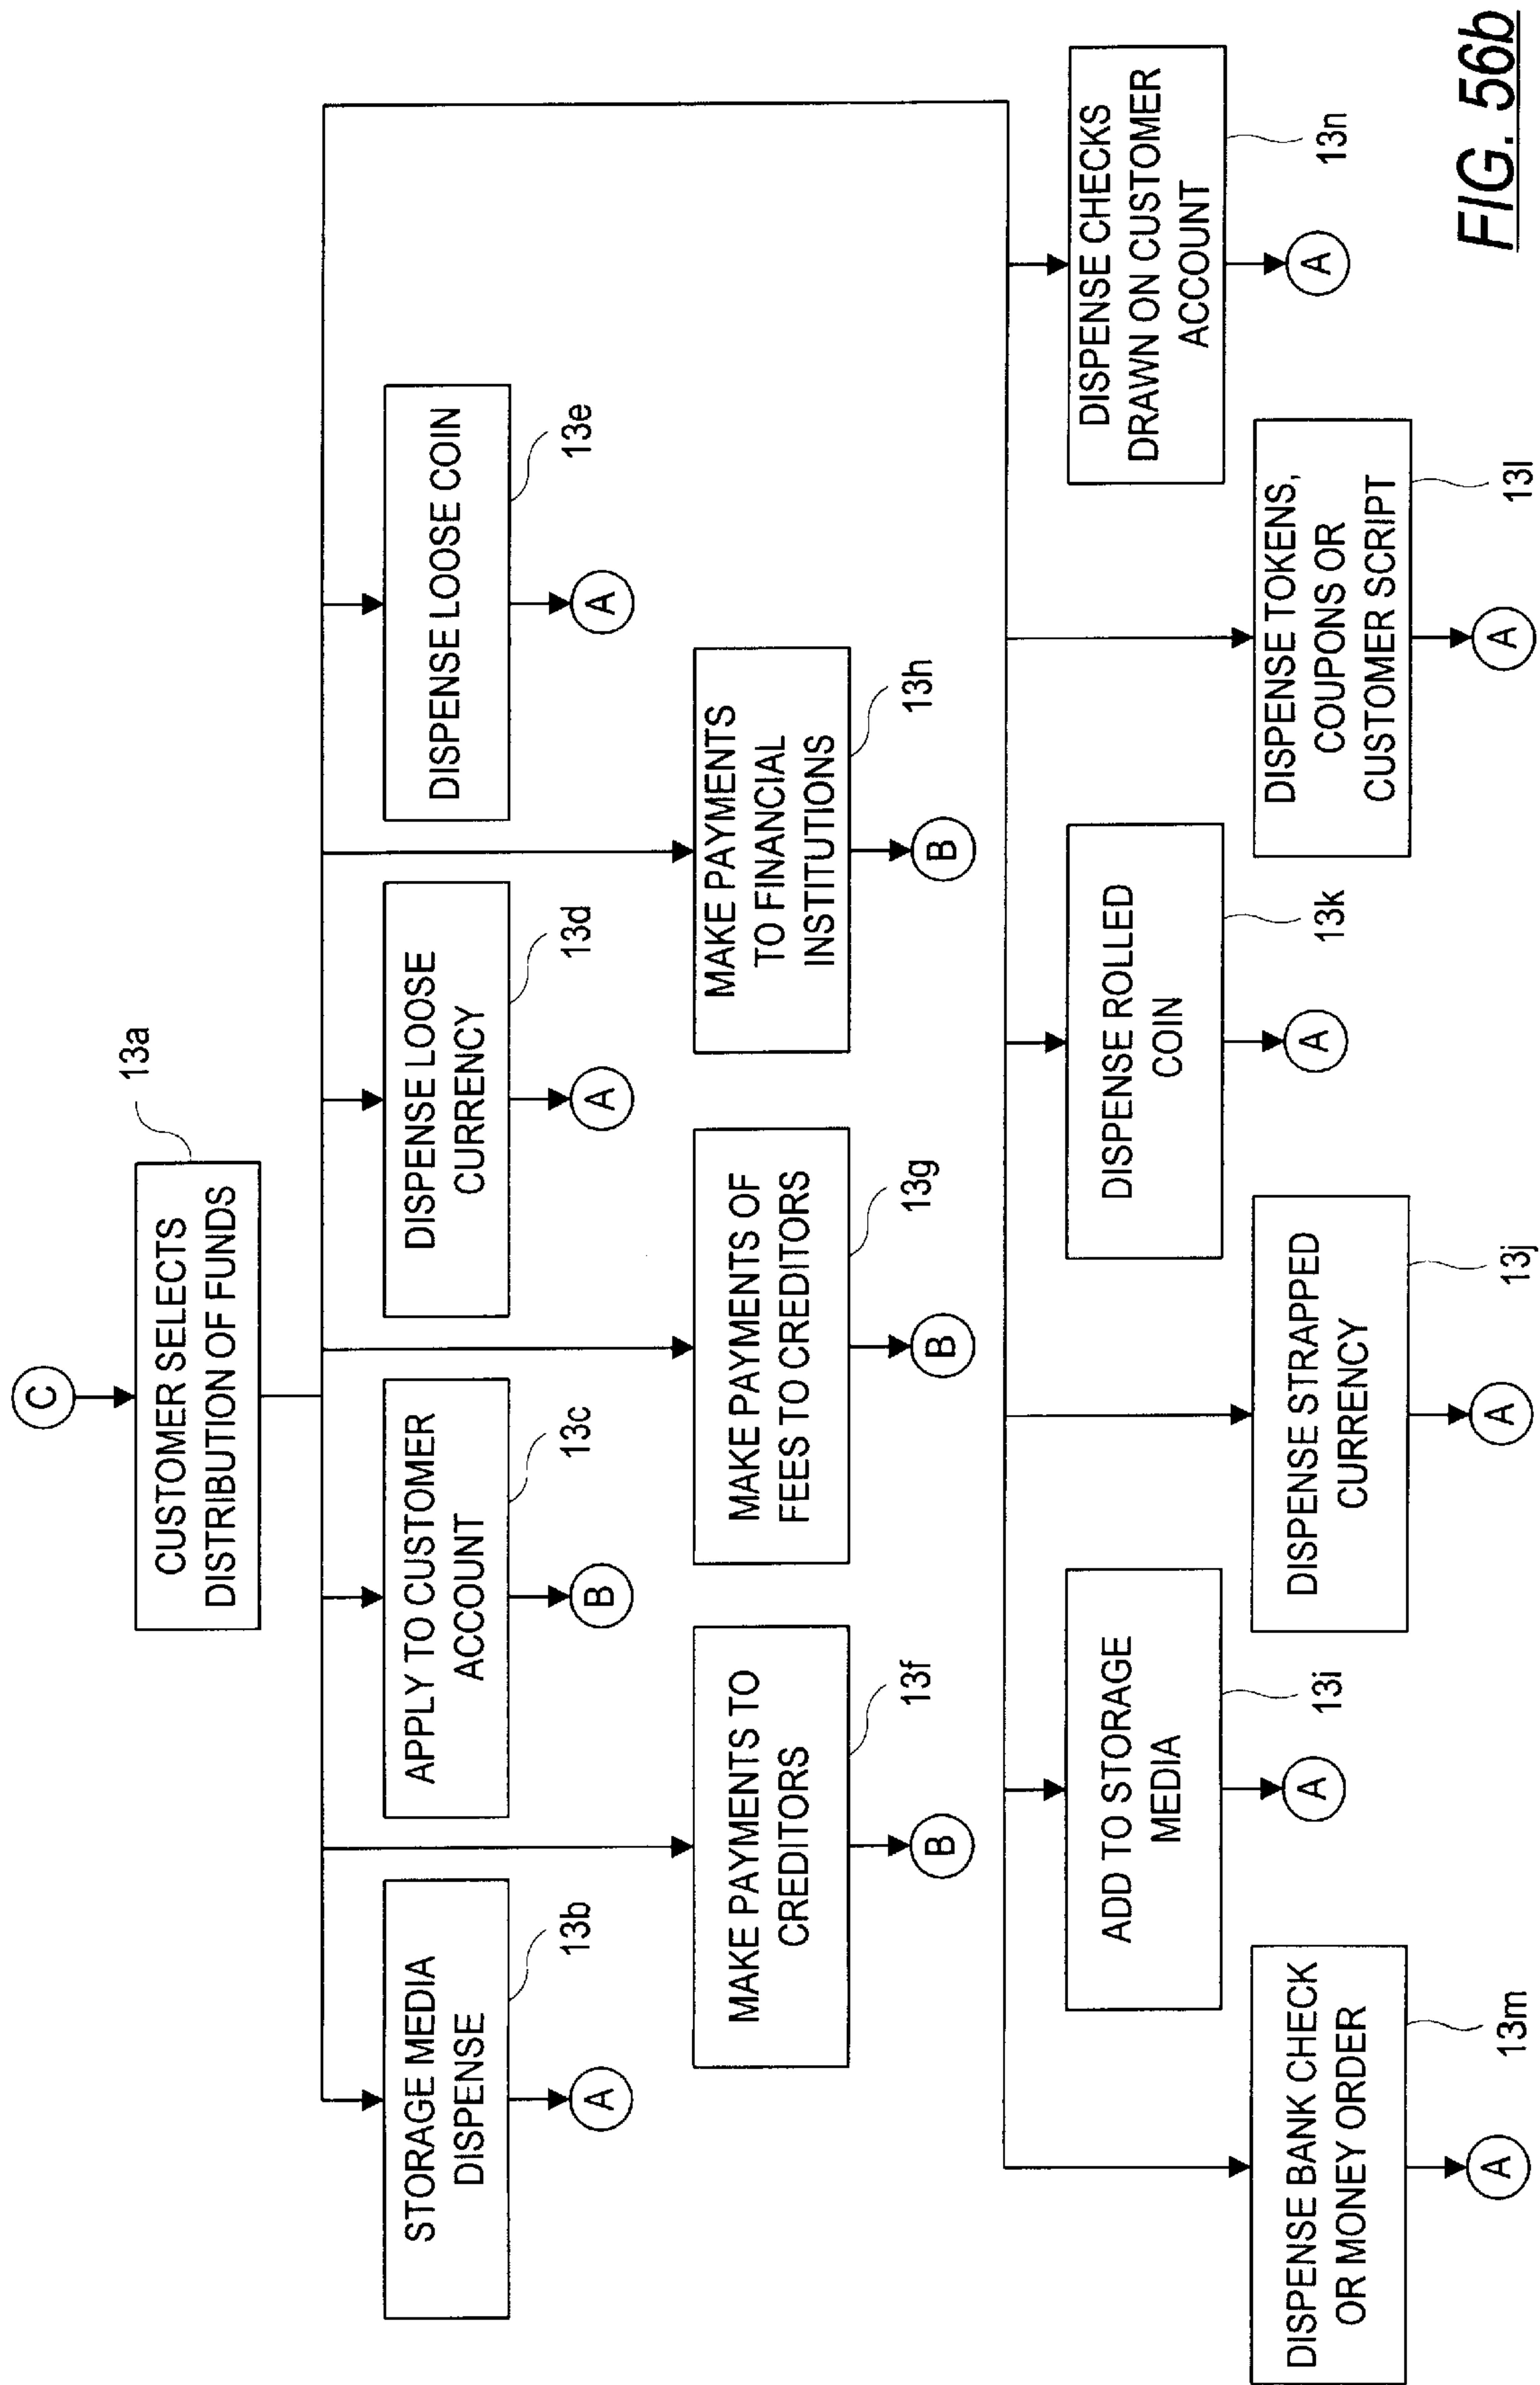 C
13a
CUSTOMER SELECTS
DISTRIBUTION OF FUNDS
STORAGE MEDIA
DISPENSE
13b
A
APPLY TO CUSTOMER
ACCOUNT
13c
B
DISPENSE LOOSE
CURRENCY
13d
A
DISPENSE LOOSE COIN
13e
A
MAKE PAYMENTS TO
CREDITORS
13f
B
MAKE PAYMENTS OF
FEES TO CREDITORS
13g
B
MAKE PAYMENTS
TO FINANCIAL
INSTITUTIONS
13h
B
ADD TO STORAGE
MEDIA
13i
A
DISPENSE ROLLED
COIN
13k
A
DISPENSE CHECKS
DRAWN ON CUSTOMER
ACCOUNT
13n
A
DISPENSE BANK CHECK
OR MONEY ORDER
13m
A
DISPENSE STRAPPED
CURRENCY
13j
A
DISPENSE TOKENS,
COUPONS OR
CUSTOMER SCRIPT
13l
A
FIG. 56b